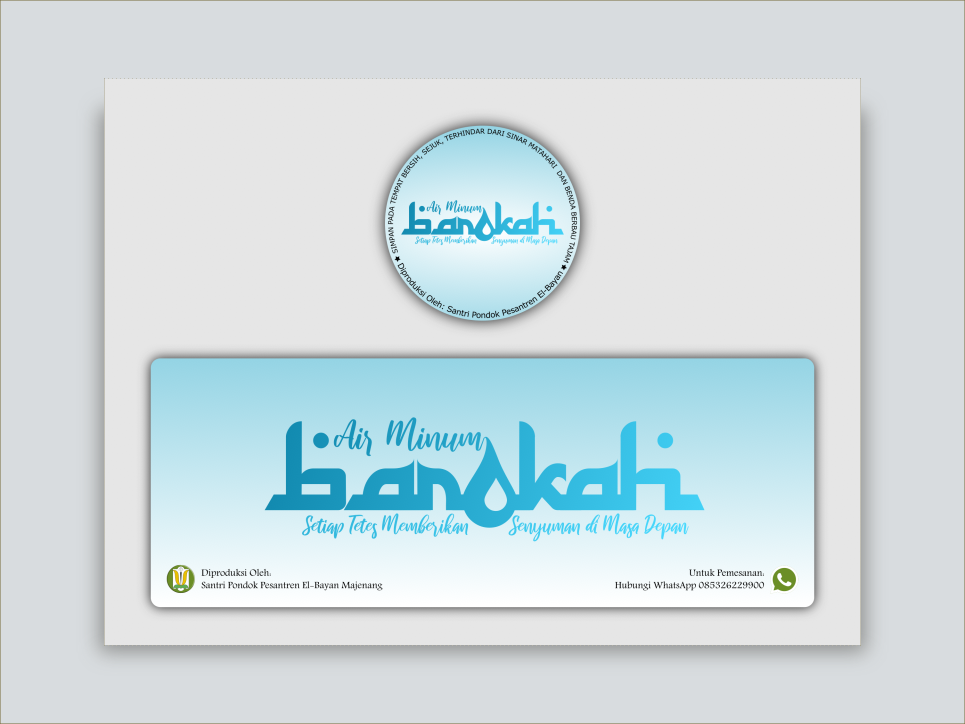 SIMPAN PADA TEMPAT BERSIH, SEJUK, TERHINDAR DARI SINAR MATAHARI DAN BENDA BERBAU TAJAM
Air Minum
barokah
Setiap Tetes Memberikan Senyuman di Masa Depan
★ Diproduksi Oleh: Santri Pondok Pesantren El-Bayan ★
Air Minum
barokah
Setiap Tetes Memberikan Senyuman di Masa Depan
Diproduksi Oleh:
Santri Pondok Pesantren El-Bayan Majenang
Untuk Pemesanan:
Hubungi WhatsApp 085326229900